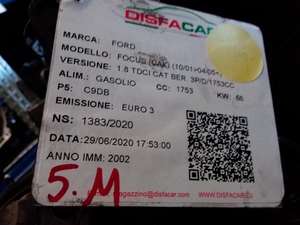 DISFACAR
MARCA: FORD
MODELLO: FOCUS (CAK) (10/01>04/05<)
VERSIONE: 1.8 TDCI CAT BER. 3P/D/1753CC
ALIM.: GASOLIO CC: 1753 KW: 66
P5: C9DB
EMISSIONE: EURO 3
NS: 1383/2020
DATA: 29/06/2020 17:53:00
ANNO IMM: 2002
5.M
magazzino@disfacar.com
WWW.DISFACAR.EU